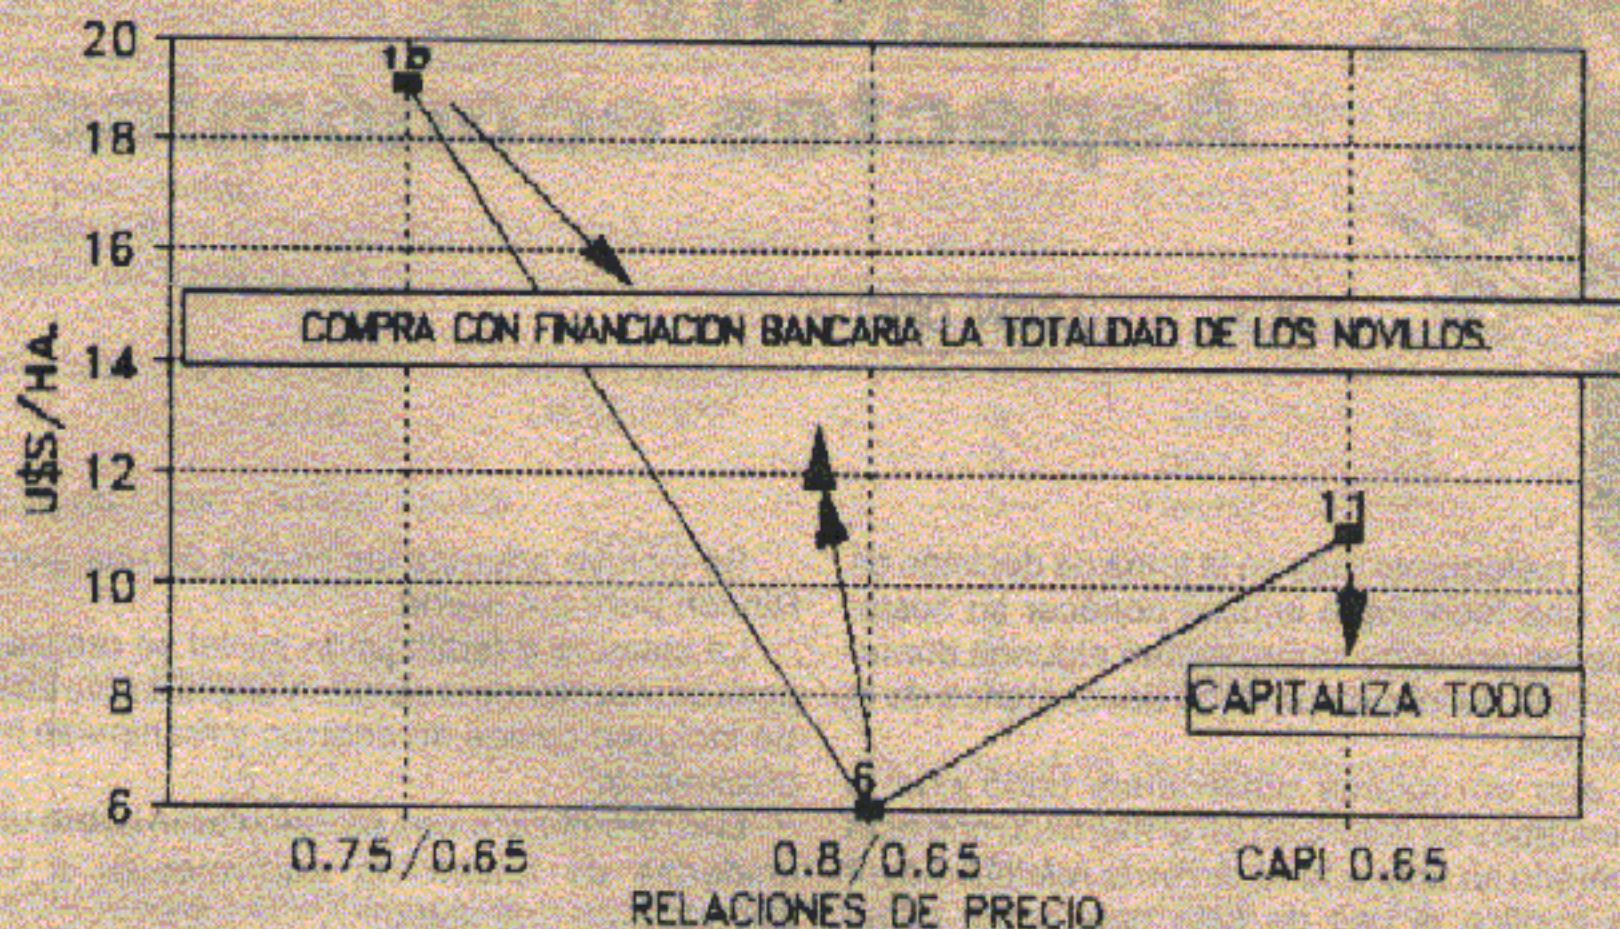 20
18
16
14
12
10
8
6
U$S/HA.
COMPRA CON FINANCIACION BANCARIA LA TOTALIDAD DE LOS NOVILLOS.
11
CAPITALIZA TODO
6
0.75/0.65 0.8/0.65 CAPI 0.65
RELACIONES DE PRECIO